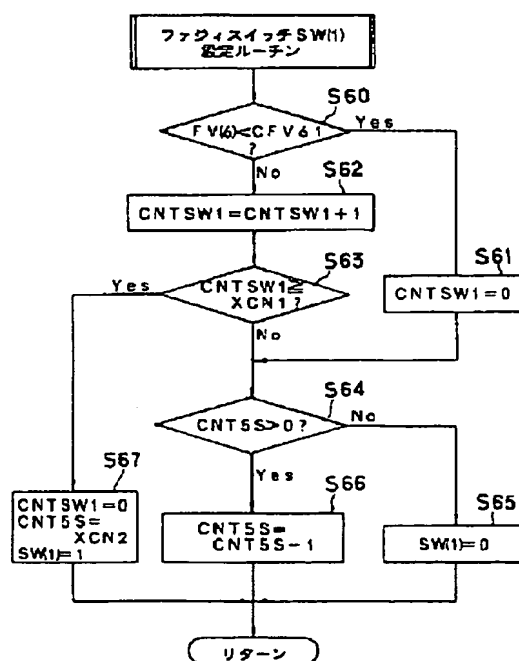 ファジィスイッチSW(1)
設定ルーチン
S60
FV(6)<CFV61
?
Yes
No
S62
CNTSW1=CNTSW1+1
S63
CNTSW1≧
XCN1?
Yes
No
S61
CNTSW1=0
S64
CNT5S>0?
No
Yes
S67
CNTSW1=0
CNT5S=
XCN2
SW(1)=1
S66
CNT5S=
CNT5S-1
S65
SW(1)=0
リターン